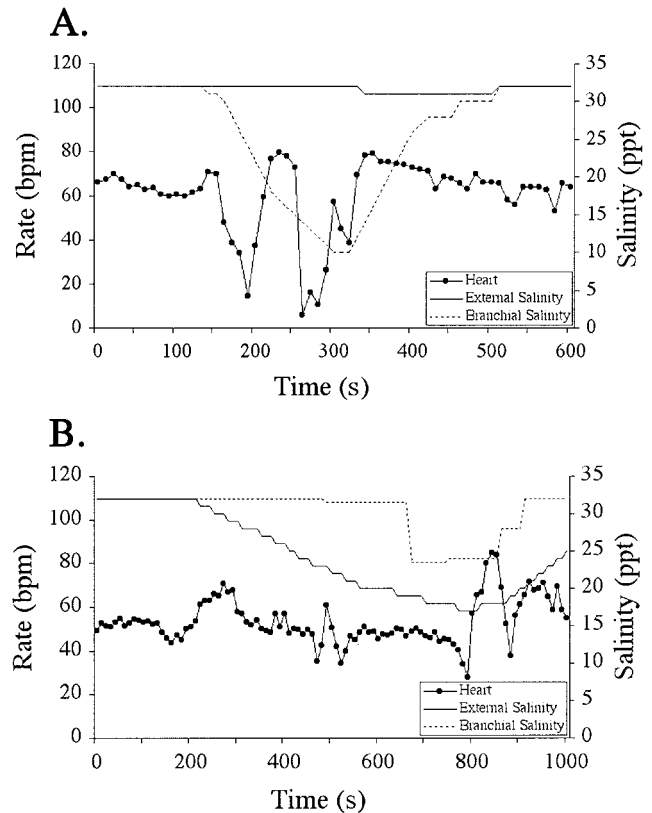 A.
120
100
80
60
40
20
0
Rate (bpm)
35
30
25
20
15
10
5
0
Salinity (ppt)
Heart
External Salinity
Branchial Salinity
0 100 200 300 400 500 600
Time (s)
B.
120
100
80
60
40
20
0
Rate (bpm)
35
30
25
20
15
10
5
0
Salinity (ppt)
Heart
External Salinity
Branchial Salinity
0 200 400 600 800 1000
Time (s)